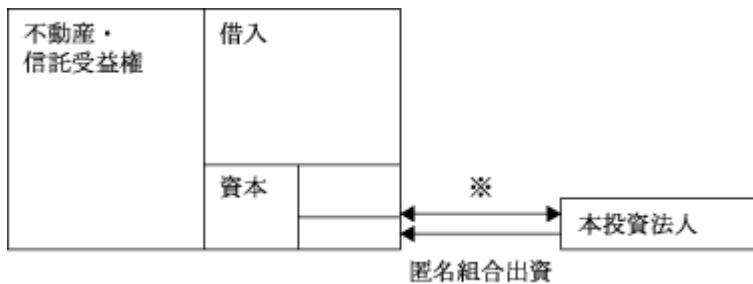 不動産・
信託受益権
借入
資本
※
本投資法人
匿名組合出資